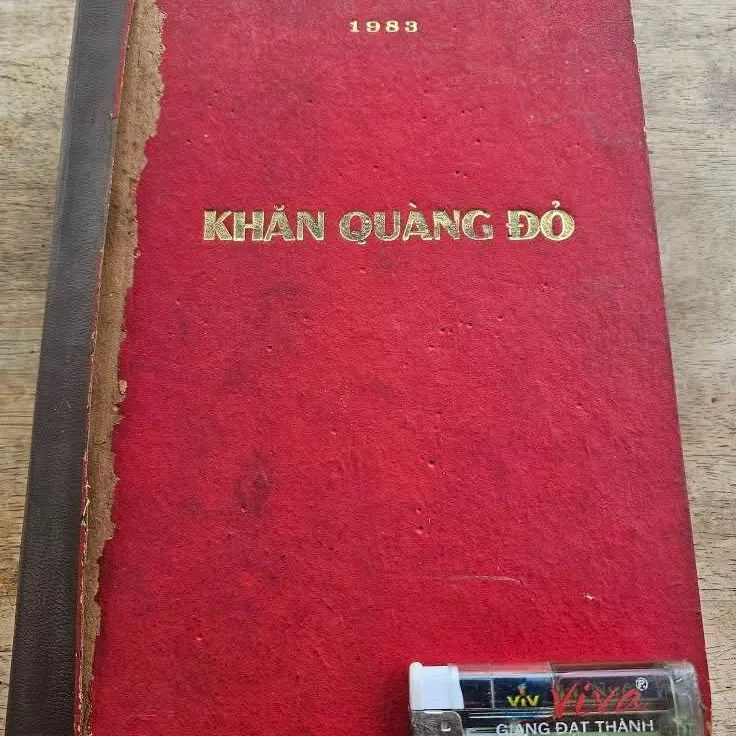 1983
KHĂN QUÀNG ĐỎ
ViV Viva ®
GIANG ĐẠT THÀNH